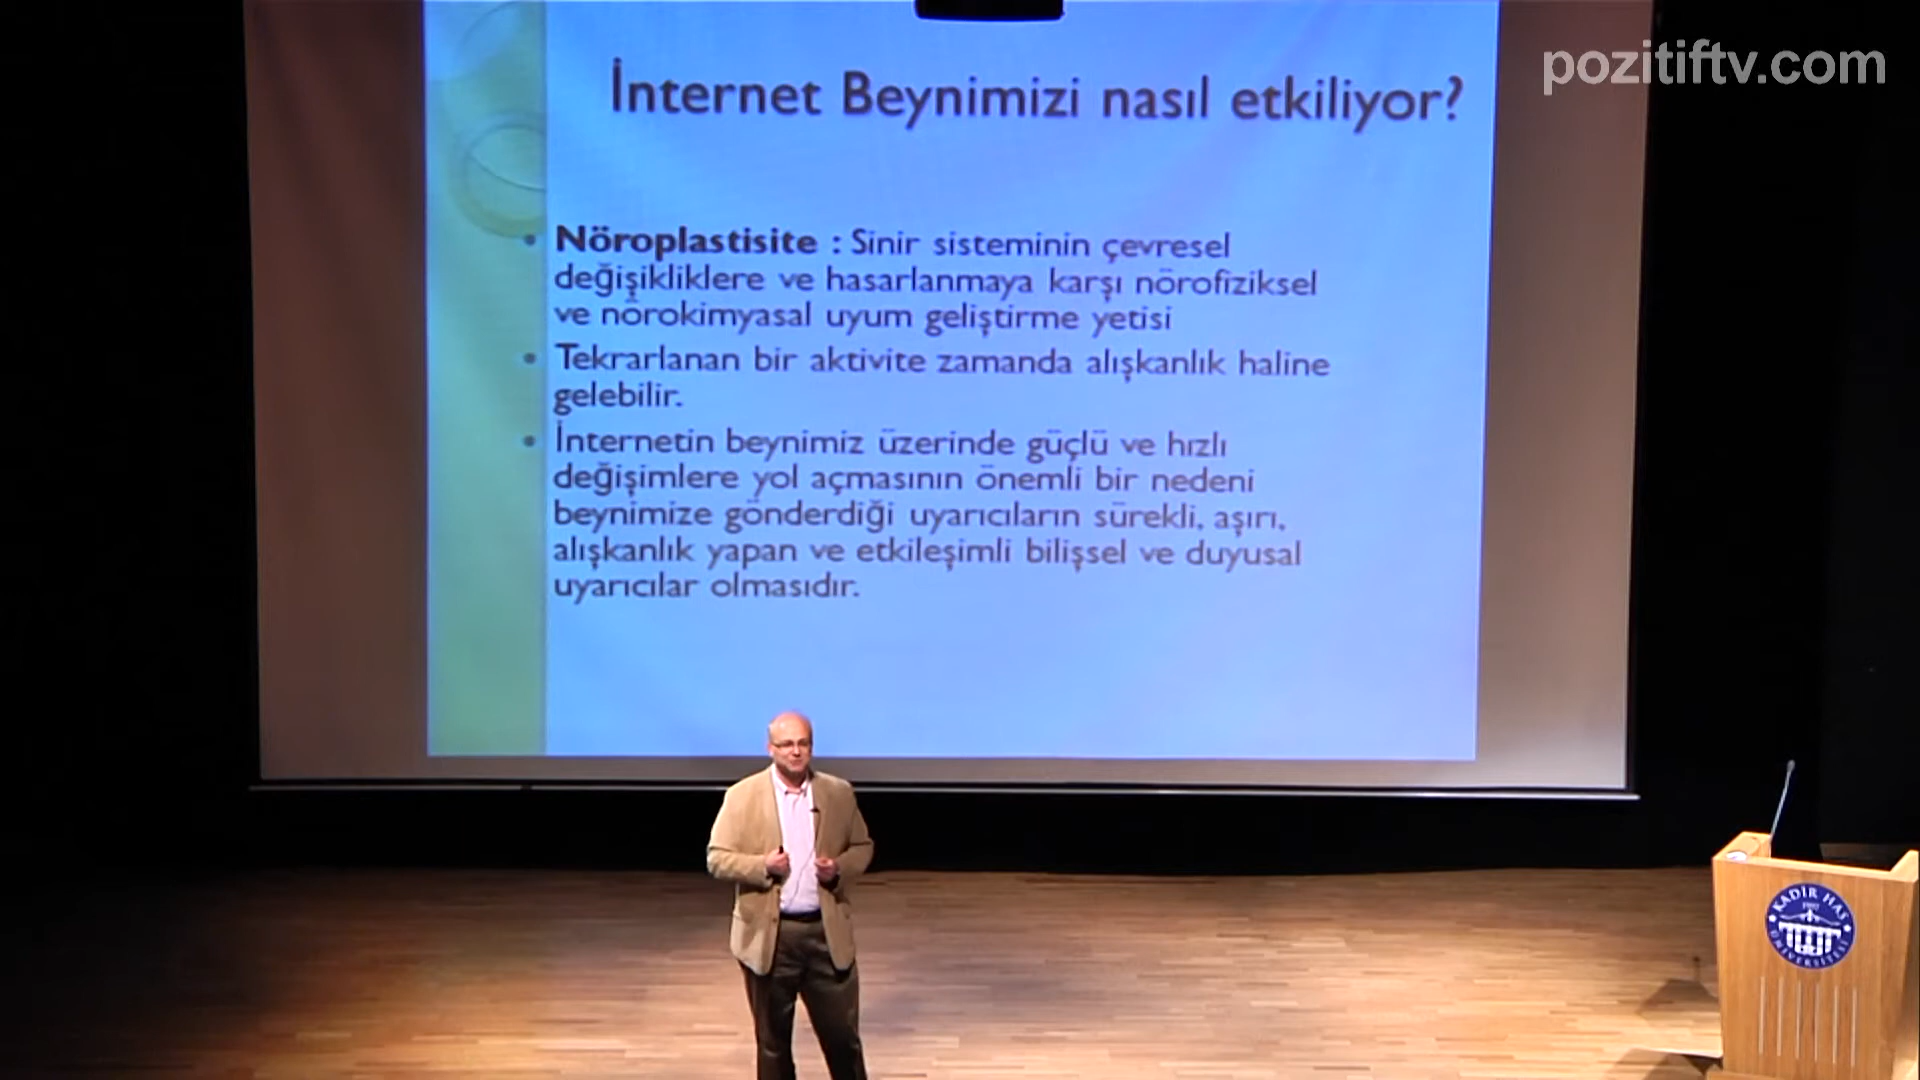 pozitiftv.com
İnternet Beynimizi nasıl etkiliyor?
• Nöroplastisite : Sinir sisteminin çevresel
değişikliklere ve hasarlanmaya karşı nörofiziksel
ve nörokimyasal uyum geliştirme yetisi
• Tekrarlanan bir aktivite zamanda alışkanlık haline
gelebilir.
• İnternetin beynimiz üzerinde güçlü ve hızlı
değişimlere yol açmasının önemli bir nedeni
beynimize gönderdiği uyarıcıların sürekli, aşırı,
alışkanlık yapan ve etkileşimli bilişsel ve duyusal
uyarıcılar olmasıdır.
KADİR HAS
ÜNİVERSİTESİ